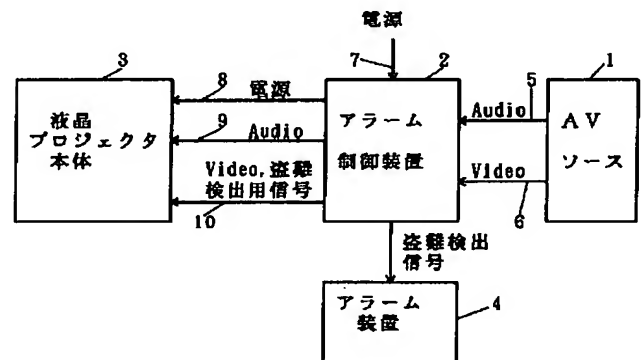 電源
3
8
7
2
5
1
液晶
プロジェクタ
本体
電源
9
Audio
Video,盗難
検出用信号
10
アラーム
制御装置
Audio
Video
6
AV
ソース
盗難検出
信号
アラーム
装置
4